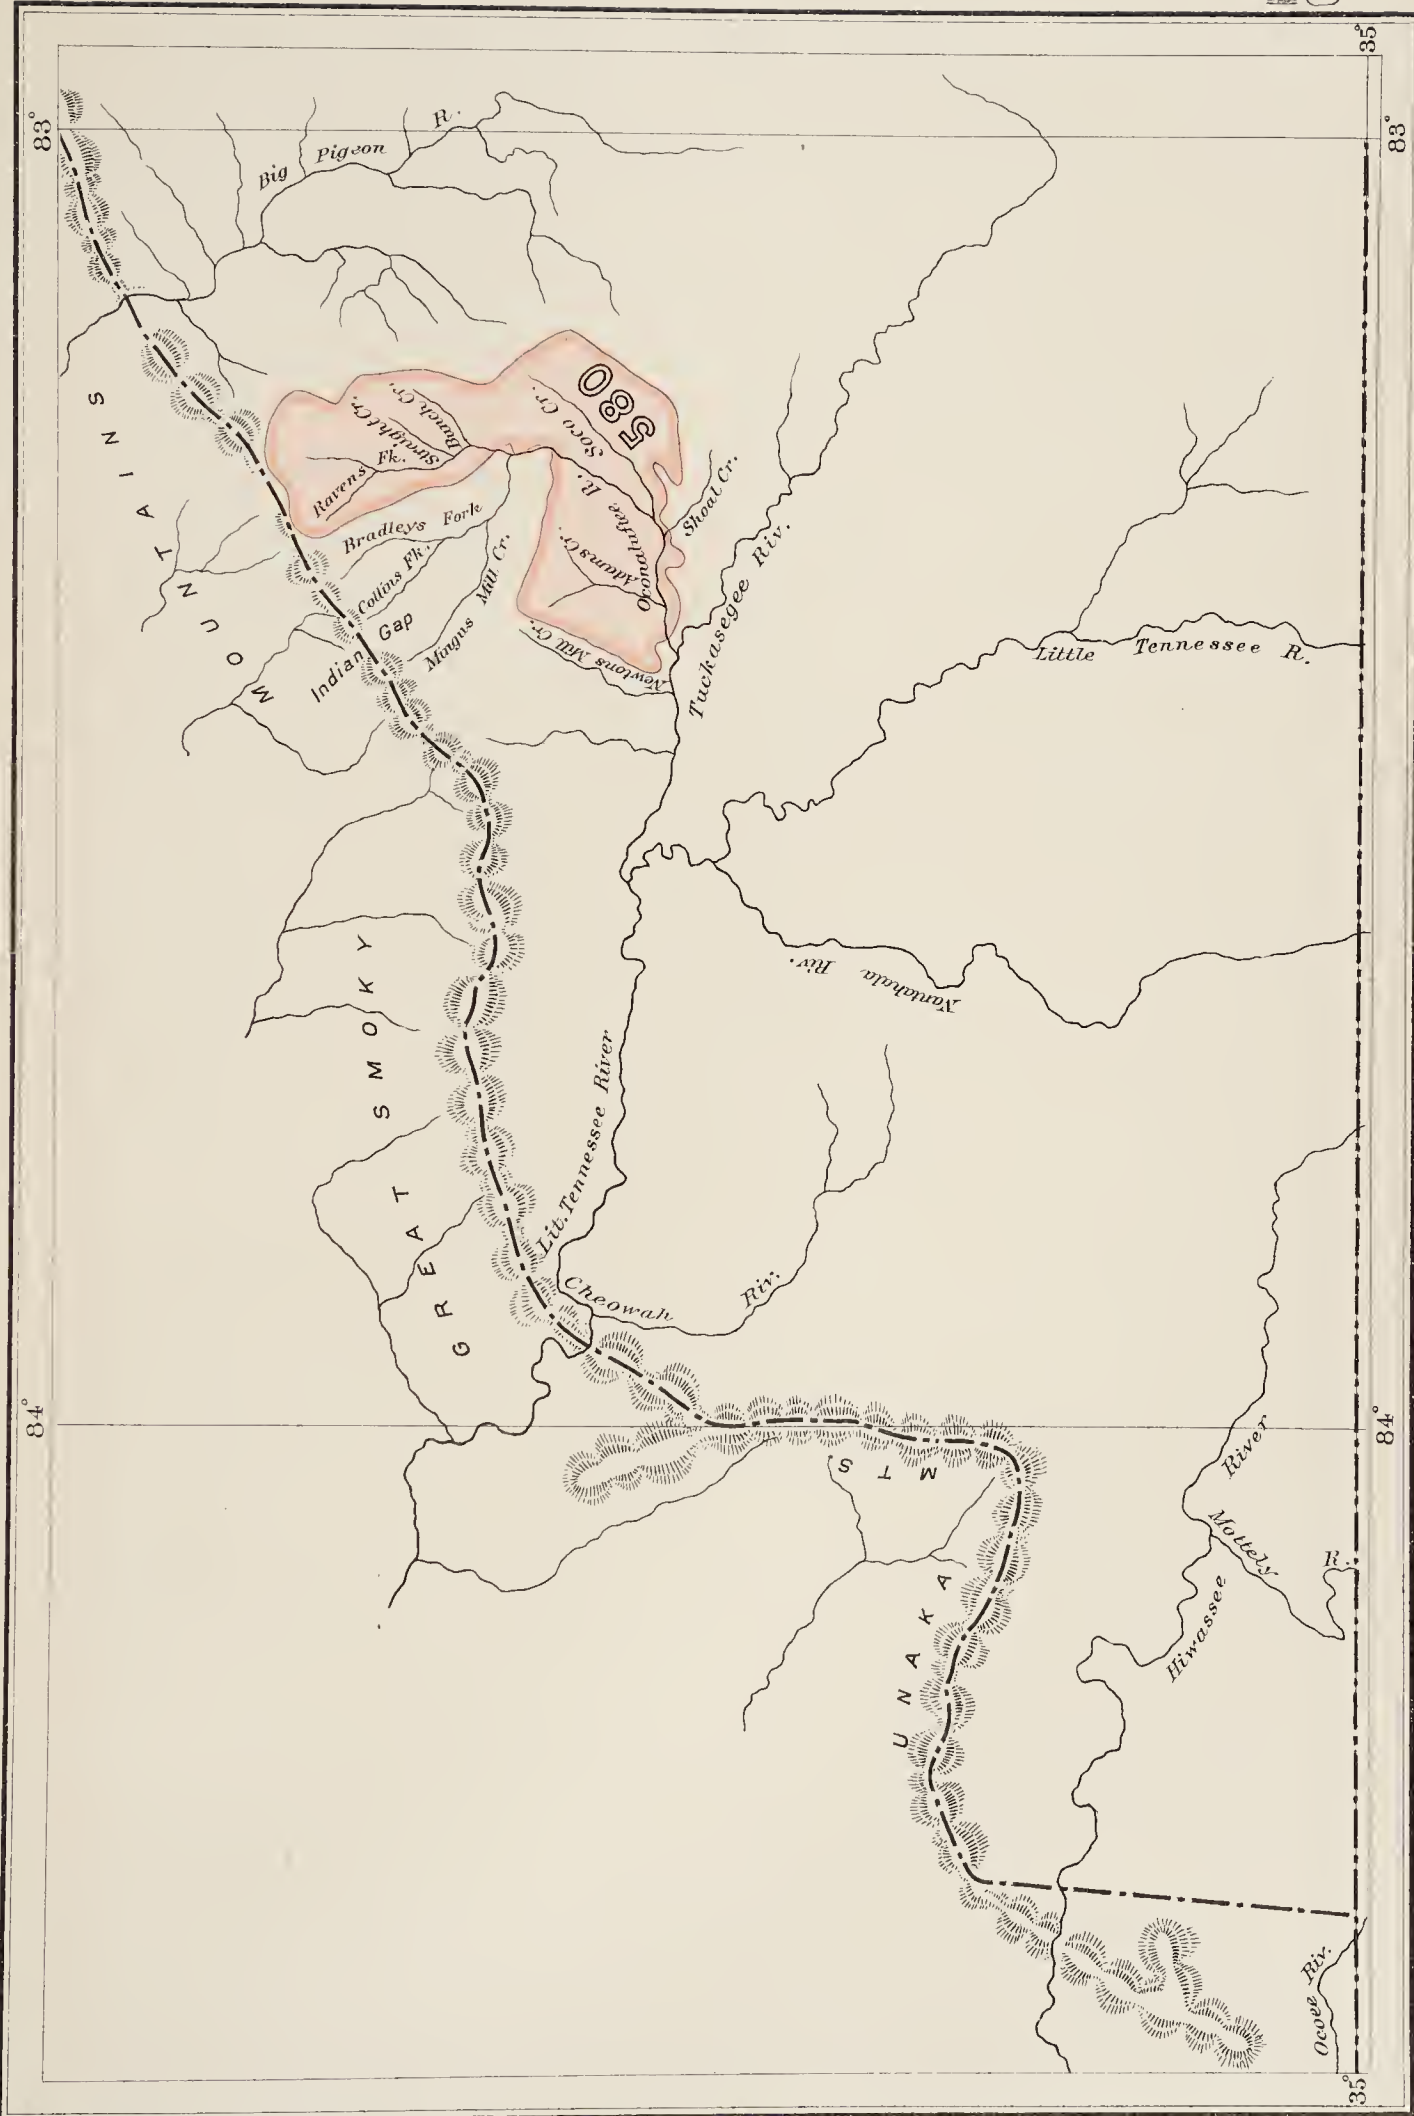 84°
83°
35°
GREAT SMOKY MOUNTAINS
Big Pigeon R.
Ravens Fk.
Straight Cr.
Bunch Cr.
Soco Cr.
580
Bradleys Fork
Collins Fk.
Indian Gap
Mingus Mill Cr.
Newtons Mill Cr.
Adams Cr.
Oconaluftee R.
Shoal Cr.
Tuckasegee Riv.
Lit. Tennessee River
Cheowah Riv.
Nantahala Riv.
Little Tennessee R.
UNAKA MTS.
Hiwassee River
Mottely R.
Ocoee Riv.
35°
84°
83°
35°